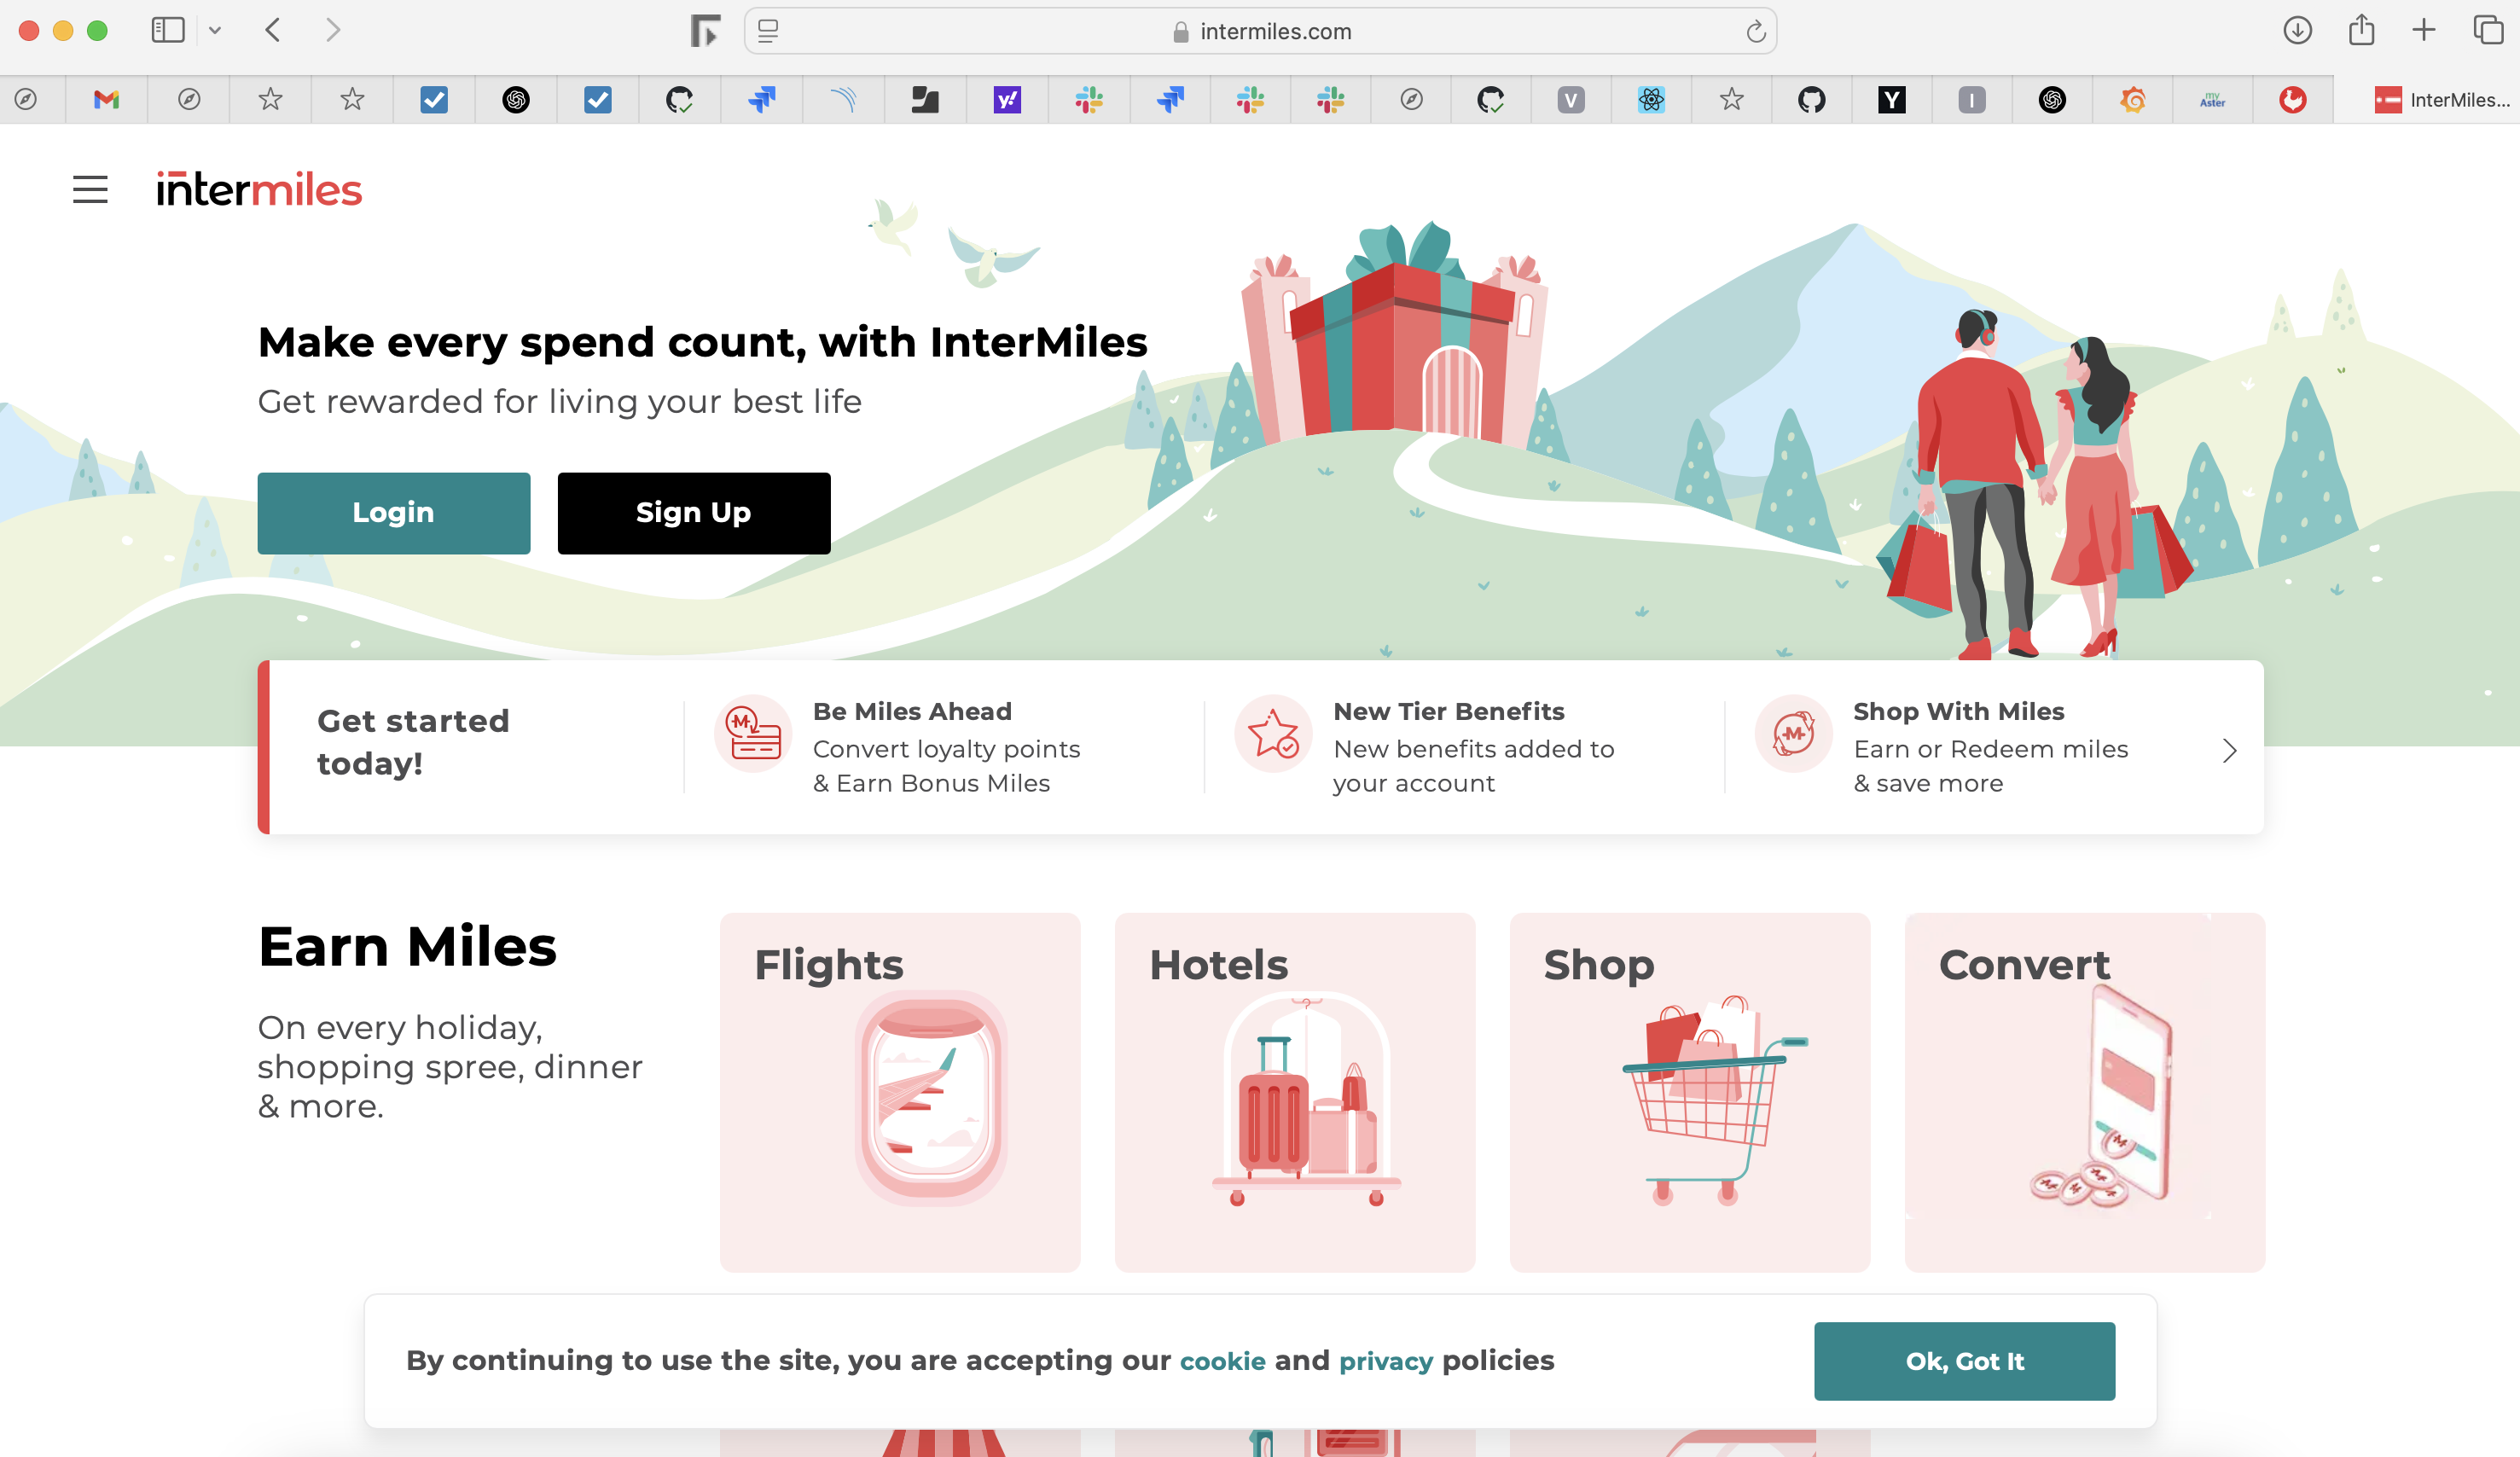 intermiles.com
y!
V
Y
I
my
Aster
InterMiles...
intermiles
Make every spend count, with InterMiles
Get rewarded for living your best life
Login
Sign Up
Get started
today!
Be Miles Ahead
Convert loyalty points
& Earn Bonus Miles
New Tier Benefits
New benefits added to
your account
Shop With Miles
Earn or Redeem miles
& save more
Earn Miles
On every holiday,
shopping spree, dinner
& more.
Flights
Hotels
Shop
Convert
By continuing to use the site, you are accepting our cookie and privacy policies
Ok, Got It